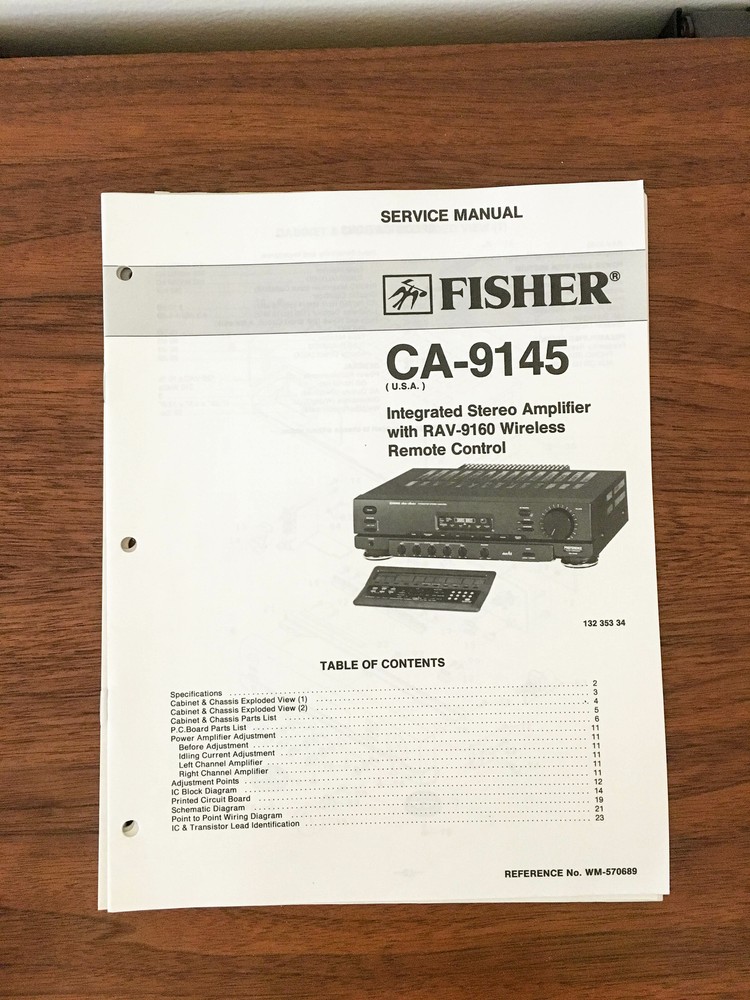 SERVICE MANUAL
FISHER®
CA-9145
( U.S.A. )
Integrated Stereo Amplifier
with RAV-9160 Wireless
Remote Control
132 353 34
TABLE OF CONTENTS
Specifications 2
Cabinet & Chassis Exploded View (1) 3
Cabinet & Chassis Exploded View (2) 4
Cabinet & Chassis Parts List 5
P.C.Board Parts List 6
Power Amplifier Adjustment 11
Before Adjustment 11
Idling Current Adjustment 11
Left Channel Amplifier 11
Right Channel Amplifier 11
Adjustment Points 11
IC Block Diagram 12
Printed Circuit Board 14
Schematic Diagram 19
Point to Point Wiring Diagram 21
IC & Transistor Lead Identification 23
REFERENCE No. WM-570689